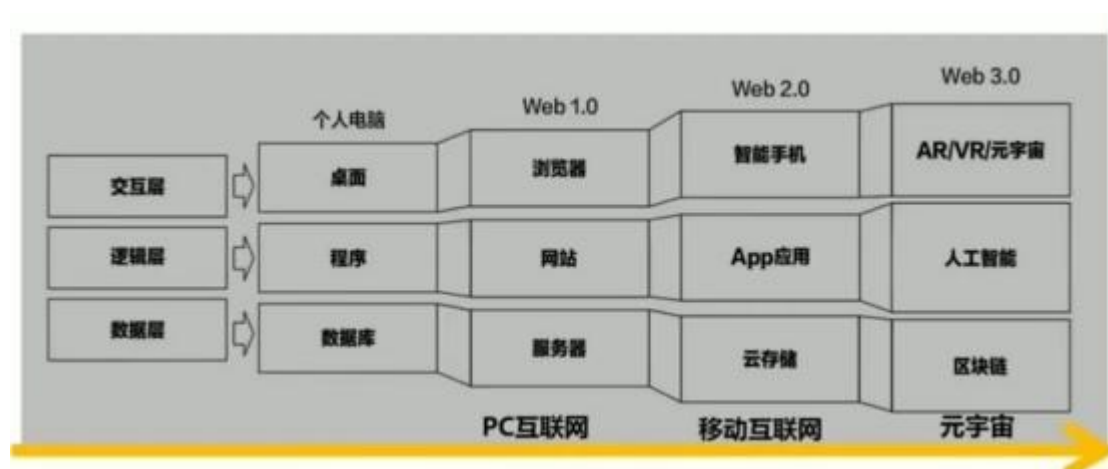 个人电脑
Web 1.0
Web 2.0
Web 3.0
交互层
桌面
浏览器
智能手机
AR/VR/元宇宙
逻辑层
程序
网站
App应用
人工智能
数据层
数据库
服务器
云存储
区块链
PC互联网
移动互联网
元宇宙